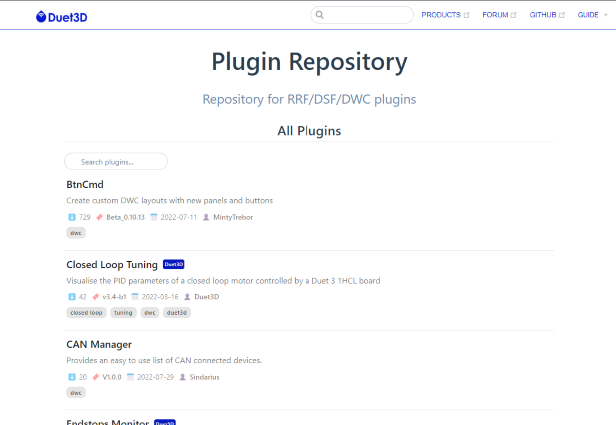 Duet3D
PRODUCTS FORUM GITHUB GUIDE
Plugin Repository
Repository for RRF/DSF/DWC plugins
All Plugins
Search plugins...
BtnCmd
Create custom DWC layouts with new panels and buttons
729 Beta_0.10.13 2022-07-11 MintyTrebor
dwc
Closed Loop Tuning Duet3D
Visualise the PID parameters of a closed loop motor controlled by a Duet 3 1HCL board
42 v3.4-b1 2022-03-16 Duet3D
closed loop tuning dwc duet3d
CAN Manager
Provides an easy to use list of CAN connected devices.
20 V1.0.0 2022-07-29 Sindarius
dwc
Endstops Monitor Duet3D